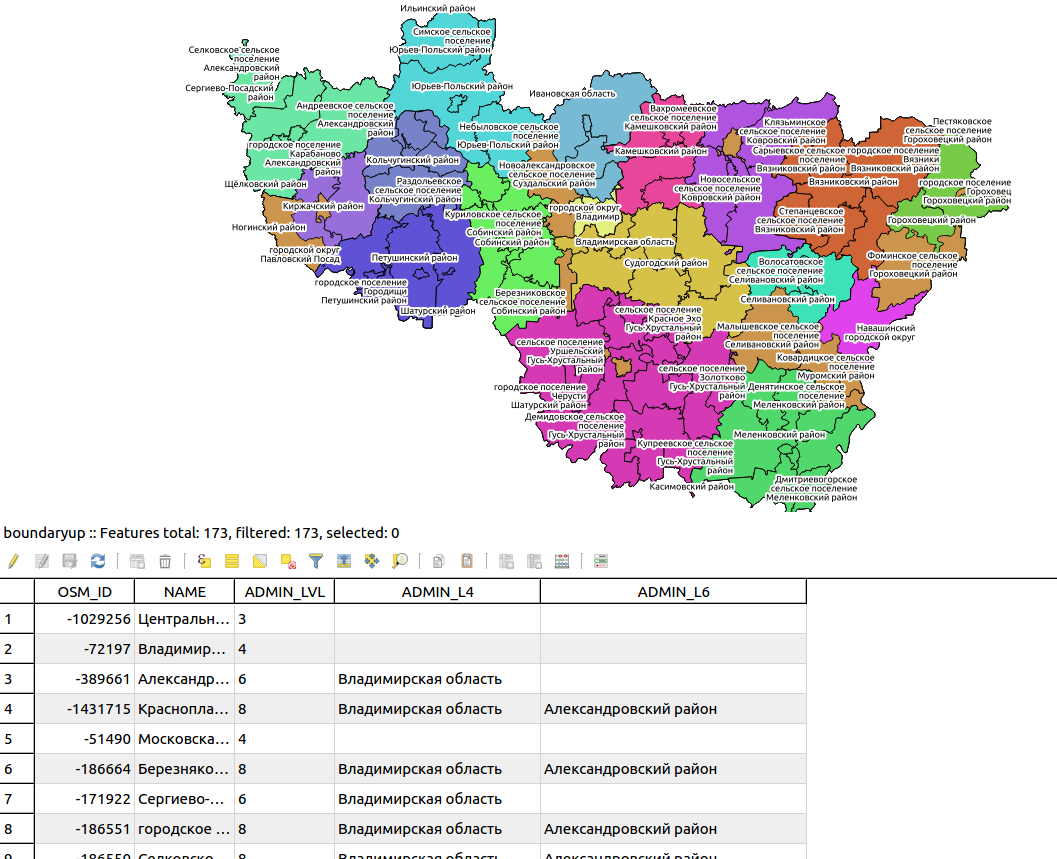 Ильинский район
Симское сельское
поселение
Юрьев-Польский район
Селковское сельское
поселение
Александровский
район
Сергиево-Посадский
район
Юрьев-Польский район
Ивановская область
Андреевское сельское
поселение
Александровский
район
Вахромеевское
сельское поселение
Камешковский район
Небыловское сельское
поселение
Юрьев-Польский район
Клязьминское
сельское поселение
Ковровский район
Пестяковское
сельское поселение
Гороховецкий район
городское поселение
Карабаново
Александровский
район
Кольчугинский район
Камешковский район
Сарыевское сельское
поселение
Вязниковский район
городское поселение
Вязники
Вязниковский район
Новоалександровское
сельское поселение
Суздальский район
Щёлковский район
Раздольевское
сельское поселение
Кольчугинский район
Новосельское
сельское поселение
Ковровский район
Вязниковский район
городское поселение
Гороховец
Гороховецкий район
Киржачский район
городской округ
Владимир
Куриловское сельское
поселение
Собинский район
Собинский район
Степанцевское
сельское поселение
Вязниковский район
Гороховецкий район
Ногинский район
городской округ
Павловский Посад
Петушинский район
Владимирская область
Судогодский район
Волосатовское
сельское поселение
Селивановский район
Фоминское сельское
поселение
Гороховецкий район
городское поселение
Городищи
Петушинский район
Шатурский район
Березниковское
сельское поселение
Собинский район
Селивановский район
сельское поселение
Красное Эхо
Гусь-Хрустальный
район
Малышевское сельское
поселение
Селивановский район
Навашинский
городской округ
сельское поселение
Уршельский
Гусь-Хрустальный
район
Ковардицкое сельское
поселение
Муромский район
сельское поселение
Золотково
Гусь-Хрустальный
район
городское поселение
Черусти
Шатурский район
Денятинское сельское
поселение
Меленковский район
Демидовское сельское
поселение
Гусь-Хрустальный
район
Меленковский район
Купреевское сельское
поселение
Гусь-Хрустальный
район
Касимовский район
Дмитриевогорское
сельское поселение
Меленковский район
boundaryup :: Features total: 173, filtered: 173, selected: 0
OSM_ID NAME ADMIN_LVL ADMIN_L4 ADMIN_L6
1 -1029256 Центральн... 3
2 -72197 Владимир... 4
3 -389661 Александр... 6 Владимирская область
4 -1431715 Краснопла... 8 Владимирская область Александровский район
5 -51490 Московска... 4
6 -186664 Березняко... 8 Владимирская область Александровский район
7 -171922 Сергиево-... 6 Владимирская область
8 -186551 городское ... 8 Владимирская область Александровский район
9 -186550 Селковско... 8 Владимирская область Александровский район